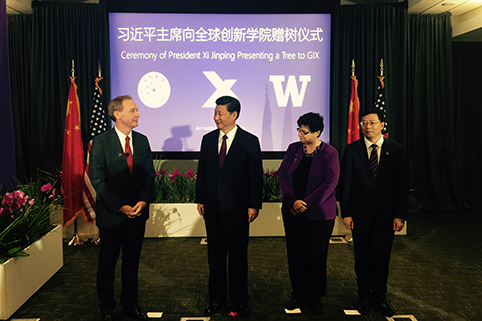 习近平主席向全球创新学院赠树仪式
Ceremony of President Xi Jinping Presenting a Tree to GIX
X
W